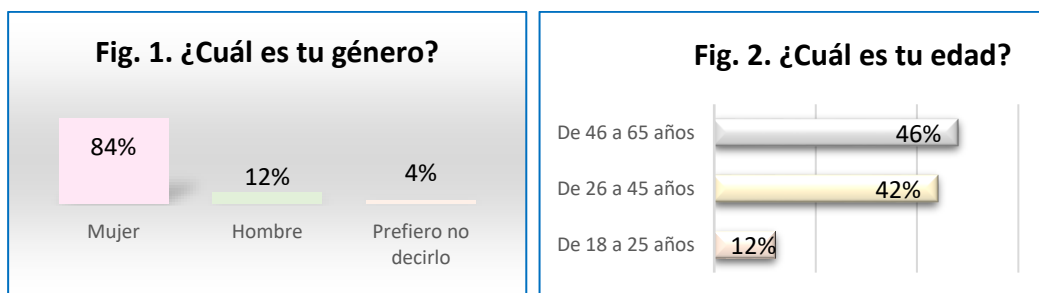 Fig. 1. ¿Cuál es tu género?
84%
12%
4%
Mujer
Hombre
Prefiero no
decirlo
Fig. 2. ¿Cuál es tu edad?
De 46 a 65 años
46%
De 26 a 45 años
42%
De 18 a 25 años
12%